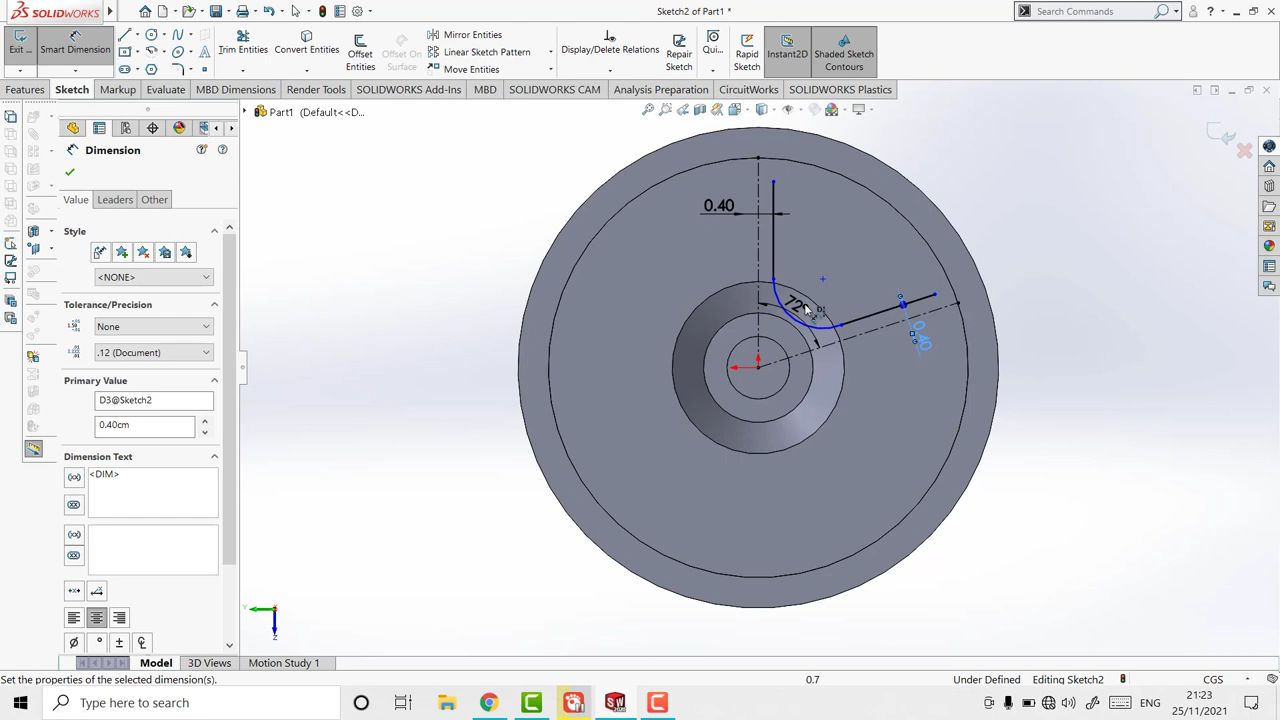 SOLIDWORKS
Sketch2 of Part1 *
Search Commands
Exit ...
Smart Dimension
Trim Entities
Convert Entities
Offset Entities
Offset On Surface
Mirror Entities
Linear Sketch Pattern
Move Entities
Display/Delete Relations
Repair Sketch
Qui...
Rapid Sketch
Instant2D
Shaded Sketch Contours
Features
Sketch
Markup
Evaluate
MBD Dimensions
Render Tools
SOLIDWORKS Add-Ins
MBD
SOLIDWORKS CAM
Analysis Preparation
CircuitWorks
SOLIDWORKS Plastics
Part1 (Default<<D...
Dimension
Value
Leaders
Other
Style
<NONE>
Tolerance/Precision
None
.12 (Document)
Primary Value
D3@Sketch2
0.40cm
Dimension Text
<DIM>
0.40
72°
0.40
Y
Z
Model
3D Views
Motion Study 1
Set the properties of the selected dimension(s).
0.7
Under Defined
Editing Sketch2
CGS
Type here to search
ENG
21:23
25/11/2021